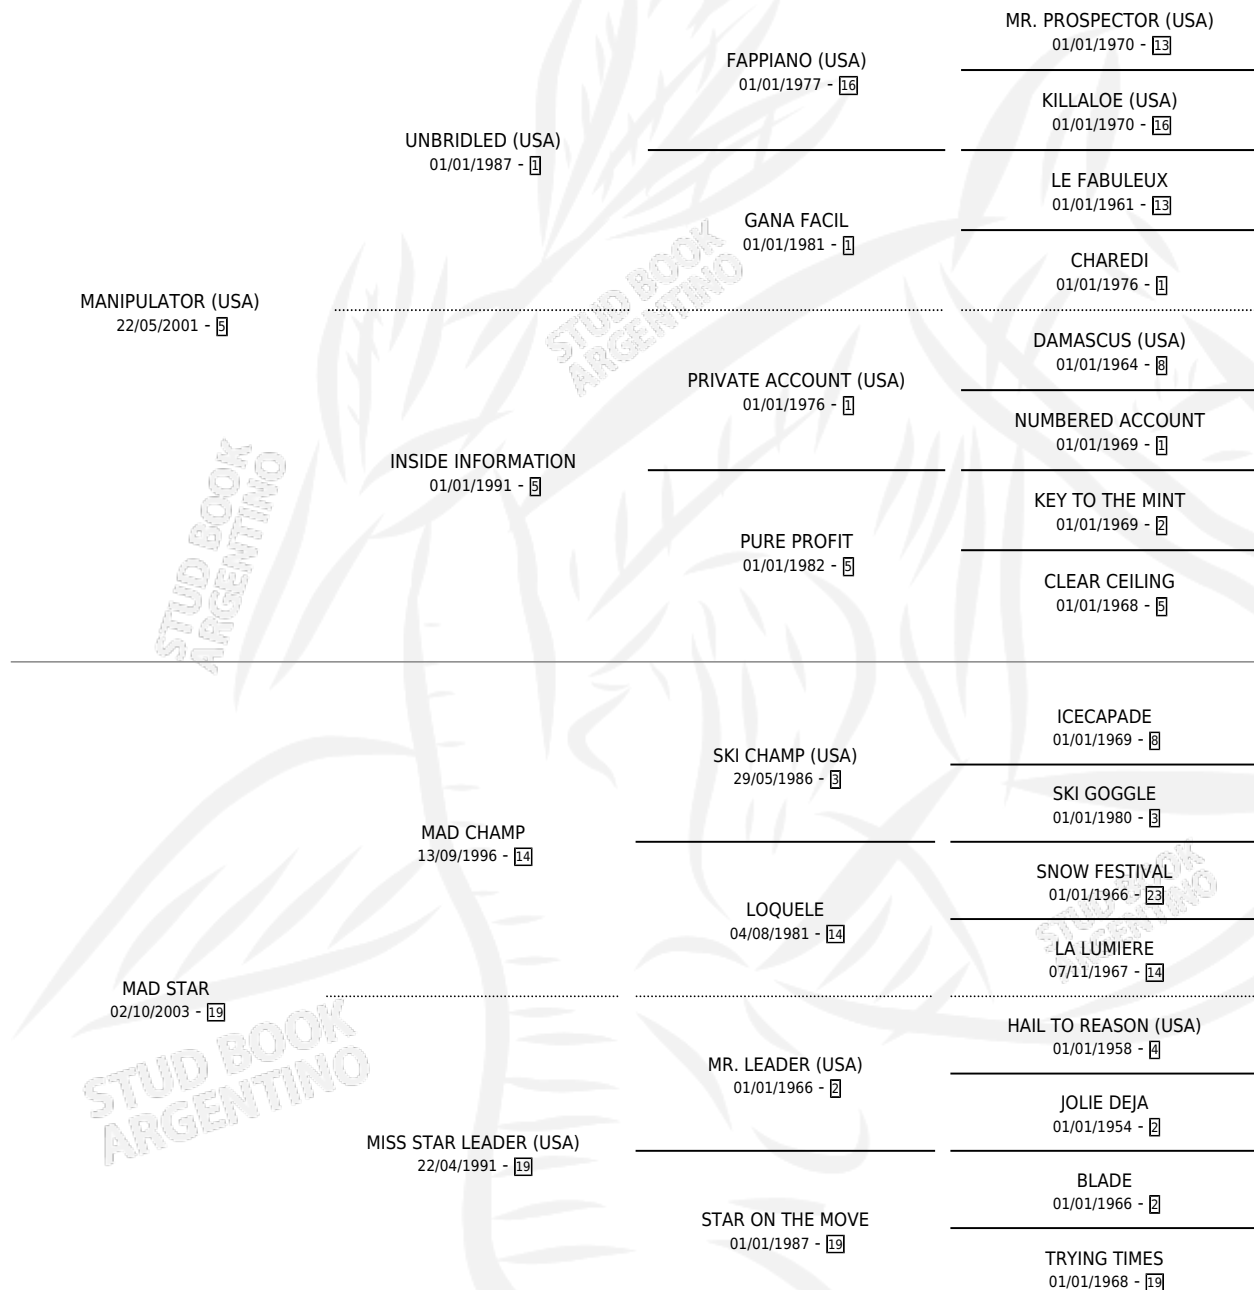 MR. PROSPECTOR (USA)
01/01/1970 - 13
FAPPIANO (USA)
01/01/1977 - 16
KILLALOE (USA)
01/01/1970 - 16
UNBRIDLED (USA)
01/01/1987 - 1
LE FABULEUX
01/01/1961 - 13
GANA FACIL
01/01/1981 - 1
CHAREDI
01/01/1976 - 1
MANIPULATOR (USA)
22/05/2001 - 5
DAMASCUS (USA)
01/01/1964 - 8
PRIVATE ACCOUNT (USA)
01/01/1976 - 1
NUMBERED ACCOUNT
01/01/1969 - 1
INSIDE INFORMATION
01/01/1991 - 5
KEY TO THE MINT
01/01/1969 - 2
PURE PROFIT
01/01/1982 - 5
CLEAR CEILING
01/01/1968 - 5
STUD BOOK
ARGENTINO
STUD BOOK
ARGENTINO
ICECAPADE
01/01/1969 - 8
SKI CHAMP (USA)
29/05/1986 - 3
SKI GOGGLE
01/01/1980 - 3
MAD CHAMP
13/09/1996 - 14
SNOW FESTIVAL
01/01/1966 - 23
LOQUELE
04/08/1981 - 14
LA LUMIERE
07/11/1967 - 14
STUD BOOK
ARGENTINO
MAD STAR
02/10/2003 - 19
HAIL TO REASON (USA)
01/01/1958 - 4
MR. LEADER (USA)
01/01/1966 - 2
JOLIE DEJA
01/01/1954 - 2
STUD BOOK
ARGENTINO
MISS STAR LEADER (USA)
22/04/1991 - 19
BLADE
01/01/1966 - 2
STAR ON THE MOVE
01/01/1987 - 19
TRYING TIMES
01/01/1968 - 19